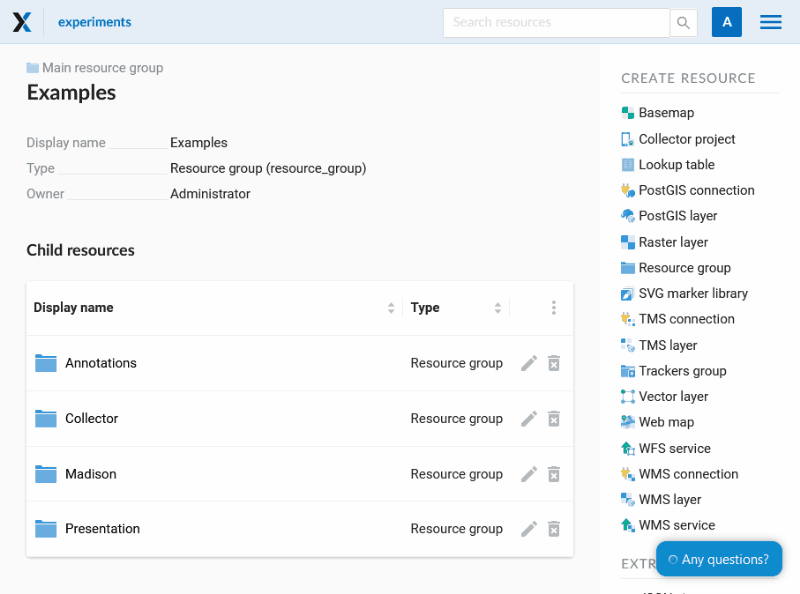 experiments
Search resources
A
Main resource group
Examples
Display name Examples
Type Resource group (resource_group)
Owner Administrator
Child resources
Display name Type
Annotations Resource group
Collector Resource group
Madison Resource group
Presentation Resource group
CREATE RESOURCE
Basemap
Collector project
Lookup table
PostGIS connection
PostGIS layer
Raster layer
Resource group
SVG marker library
TMS connection
TMS layer
Trackers group
Vector layer
Web map
WFS service
WMS connection
WMS layer
WMS service
EXTR
Any questions?